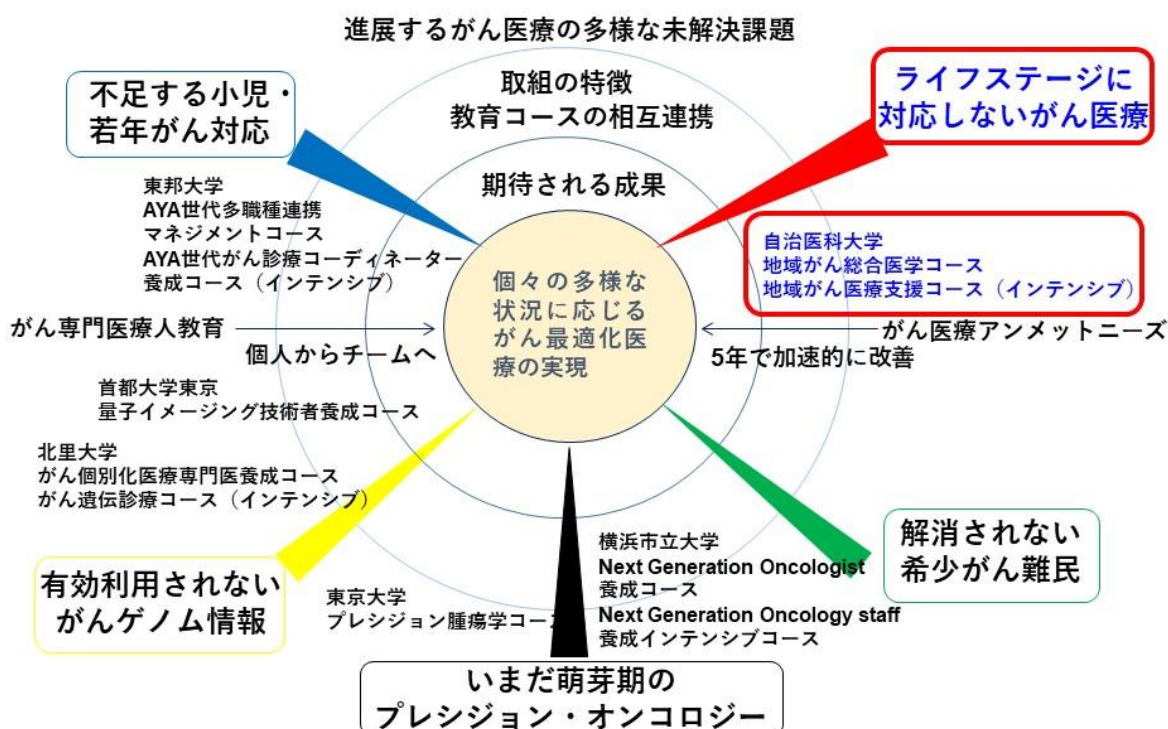 進展するがん医療の多様な未解決課題
取組の特徴
教育コースの相互連携
期待される成果
不足する小児・
若年がん対応
ライフステージに
対応しないがん医療
東邦大学
AYA世代多職種連携
マネジメントコース
AYA世代がん診療コーディネーター
養成コース（インテンシブ）
自治医科大学
地域がん総合医学コース
地域がん医療支援コース（インテンシブ）
個々の多様な
状況に応じる
がん最適化医
療の実現
がん専門医療人教育
個人からチームへ
がん医療アンメットニーズ
5年で加速的に改善
首都大学東京
量子イメージング技術者養成コース
北里大学
がん個別化医療専門医養成コース
がん遺伝診療コース（インテンシブ）
有効利用されない
がんゲノム情報
東京大学
プレシジョン腫瘍学コース
横浜市立大学
Next Generation Oncologist
養成コース
Next Generation Oncology staff
養成インテンシブコース
解消されない
希少がん難民
いまだ萌芽期の
プレシジョン・オンコロジー